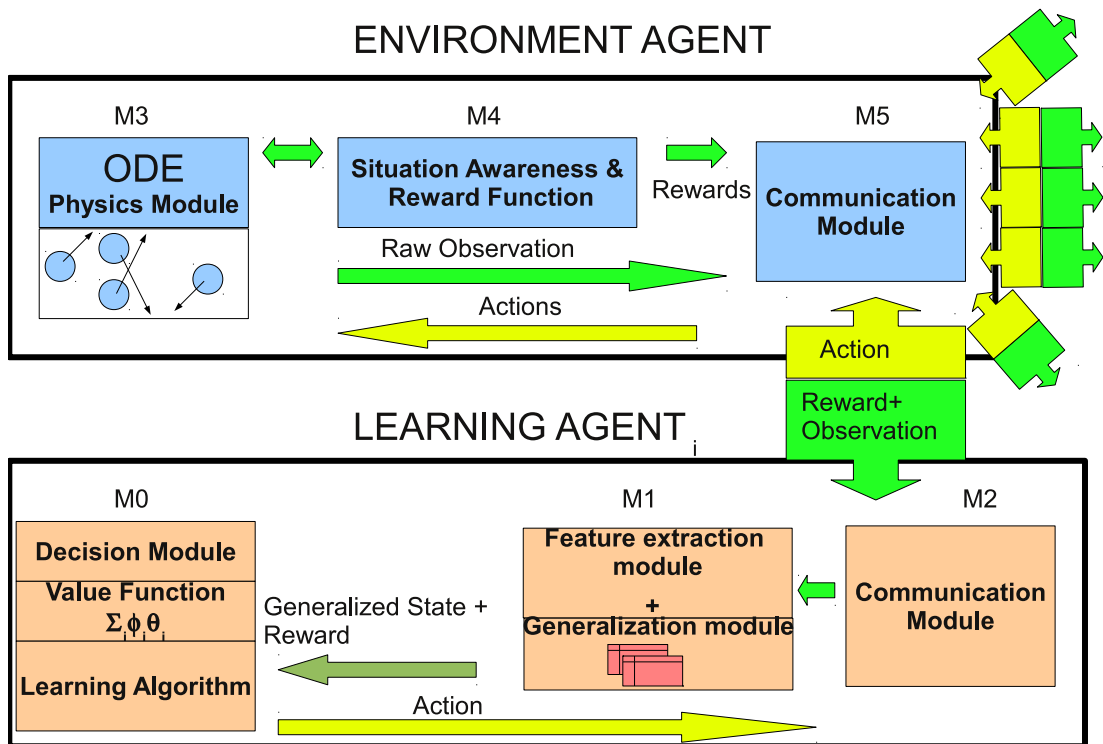 ENVIRONMENT AGENT
M3
M4
M5
ODE
Physics Module
Situation Awareness &
Reward Function
Rewards
Communication
Module
Raw Observation
Actions
Action
Reward+
Observation
LEARNING AGENT i
M0
M1
M2
Decision Module
Value Function
Σiϕiθi
Learning Algorithm
Generalized State +
Reward
Feature extraction
module
+
Generalization module
Communication
Module
Action